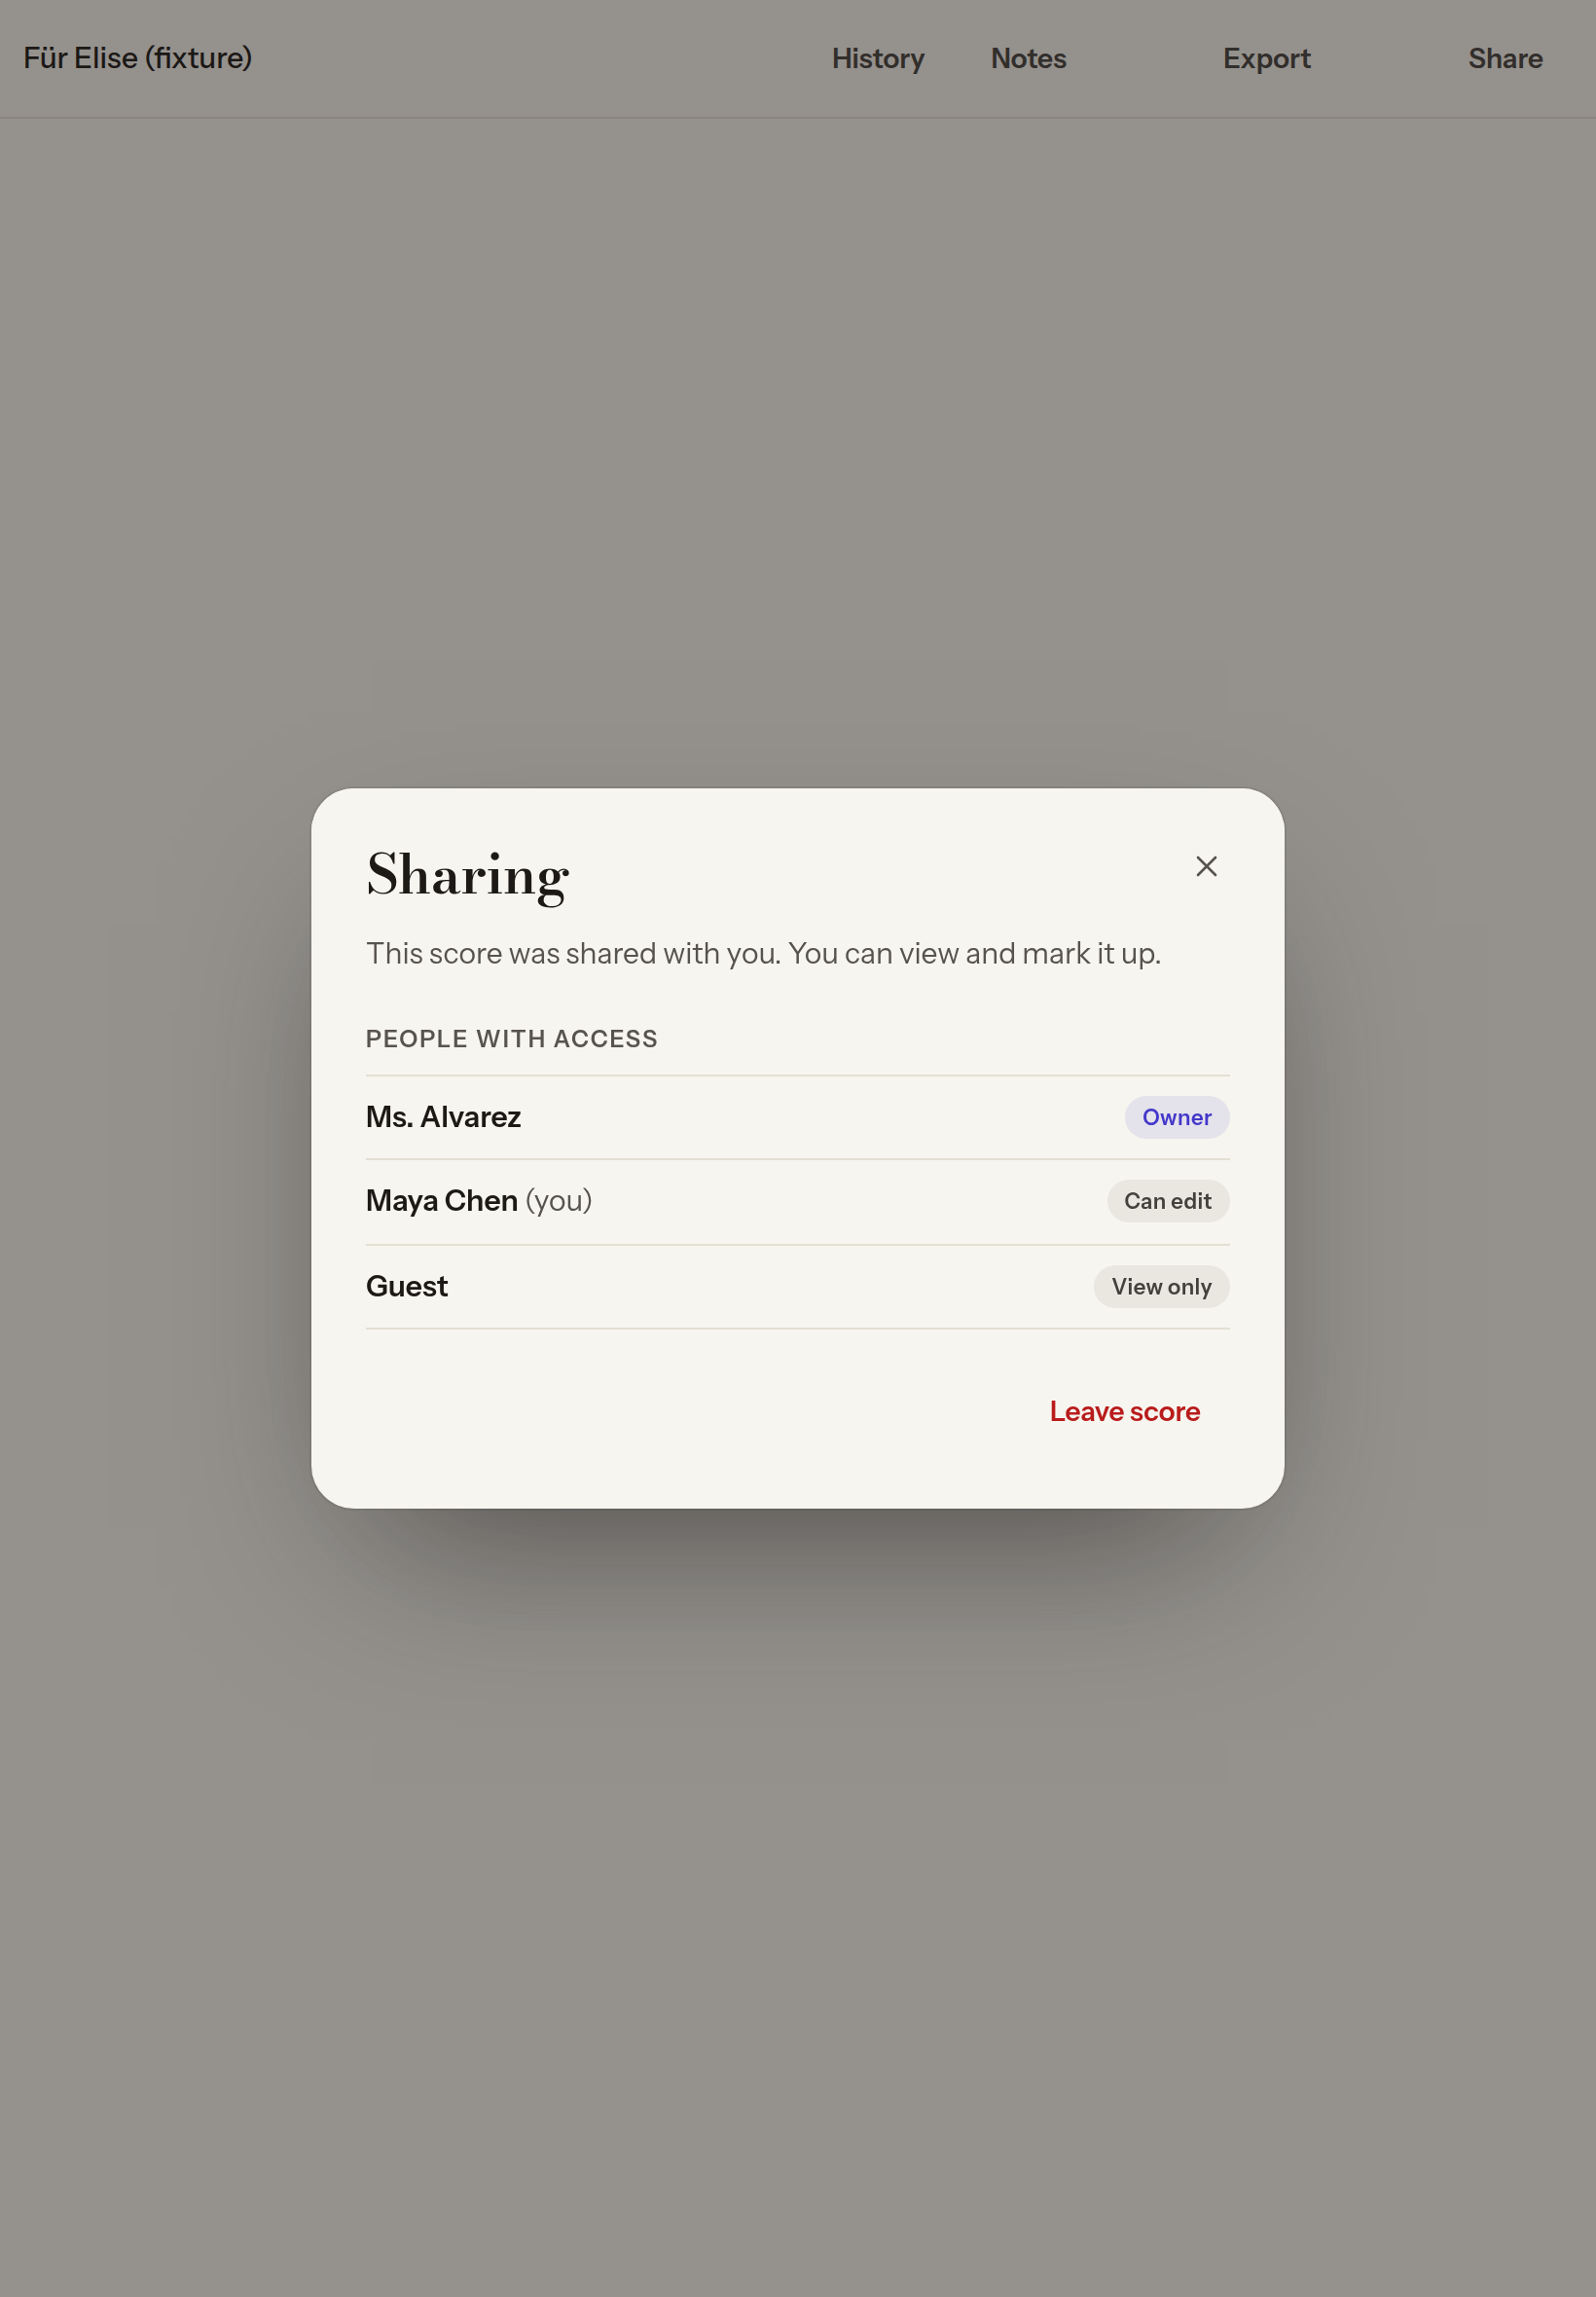 Für Elise (fixture) History Notes Export Share
Sharing
This score was shared with you. You can view and mark it up.
PEOPLE WITH ACCESS
Ms. Alvarez Owner
Maya Chen (you) Can edit
Guest View only
Leave score